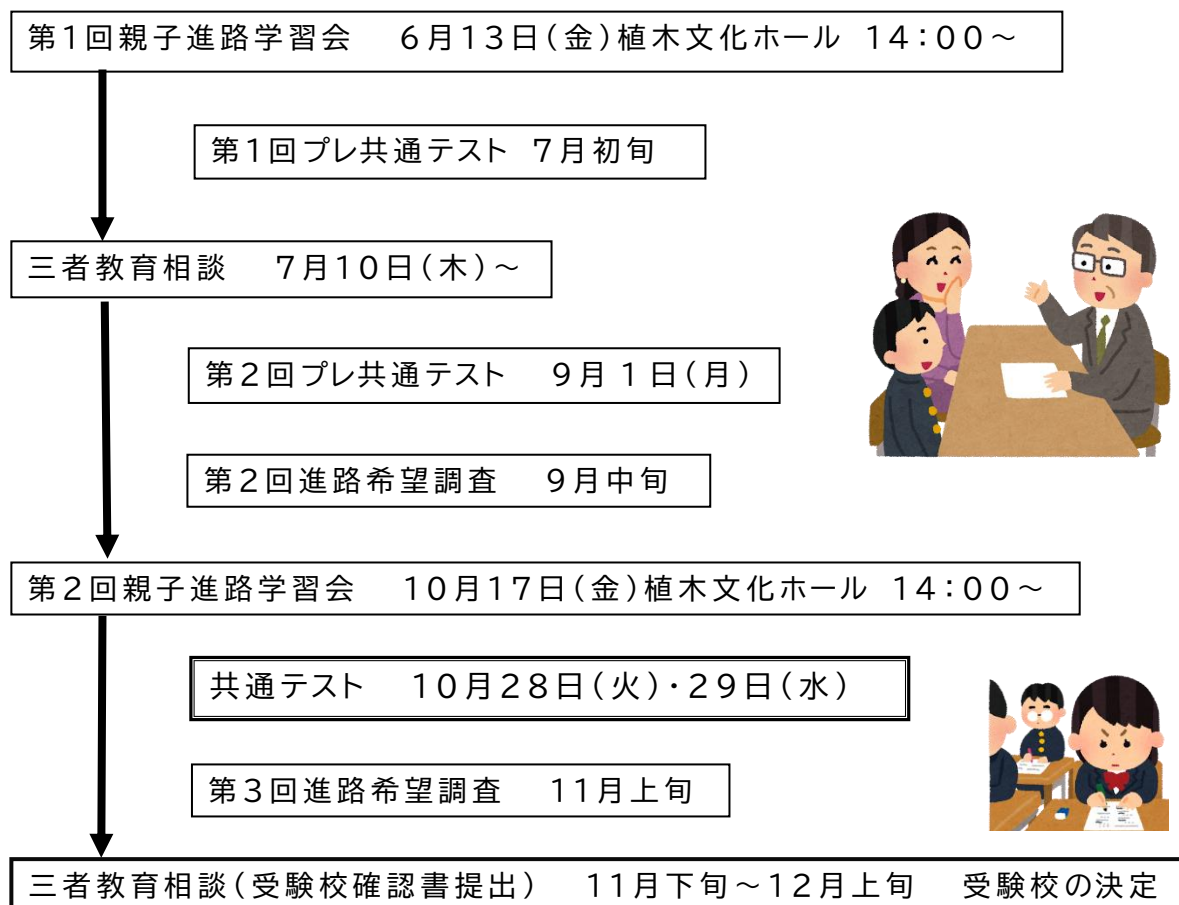 第1回親子進路学習会　6月13日(金)植木文化ホール 14:00～
第1回プレ共通テスト 7月初旬
三者教育相談　7月10日(木)～
第2回プレ共通テスト　9月1日(月)
第2回進路希望調査　9月中旬
第2回親子進路学習会　10月17日(金)植木文化ホール 14:00～
共通テスト　10月28日(火)・29日(水)
第3回進路希望調査　11月上旬
三者教育相談(受験校確認書提出)　11月下旬～12月上旬　受験校の決定